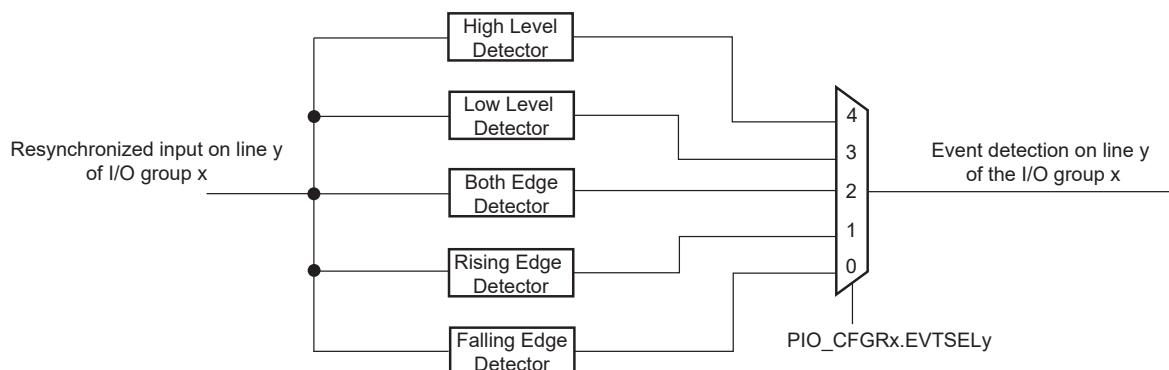 High Level
Detector
Low Level
Detector
4
Resynchronized input on line y
of I/O group x
3
Event detection on line y
of the I/O group x
Both Edge
Detector
2
1
Rising Edge
Detector
0
Falling Edge
Detector
PIO_CFGRx.EVTSELy